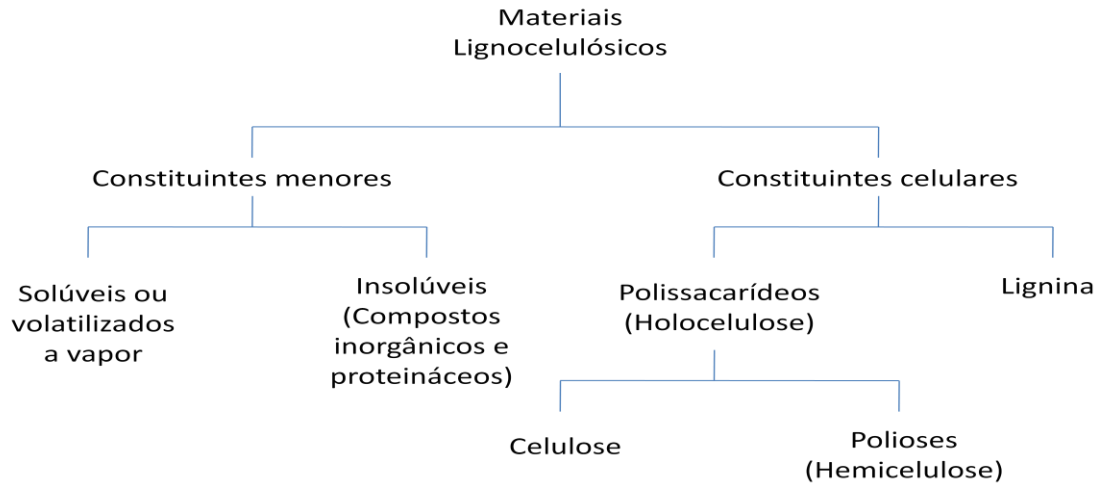 Materiais
Lignocelulósicos
Constituintes menores
Constituintes celulares
Solúveis ou
volatilizados
a vapor
Insolúveis
(Compostos
inorgânicos e
proteináceos)
Polissacarídeos
(Holocelulose)
Lignina
Celulose
Polioses
(Hemicelulose)